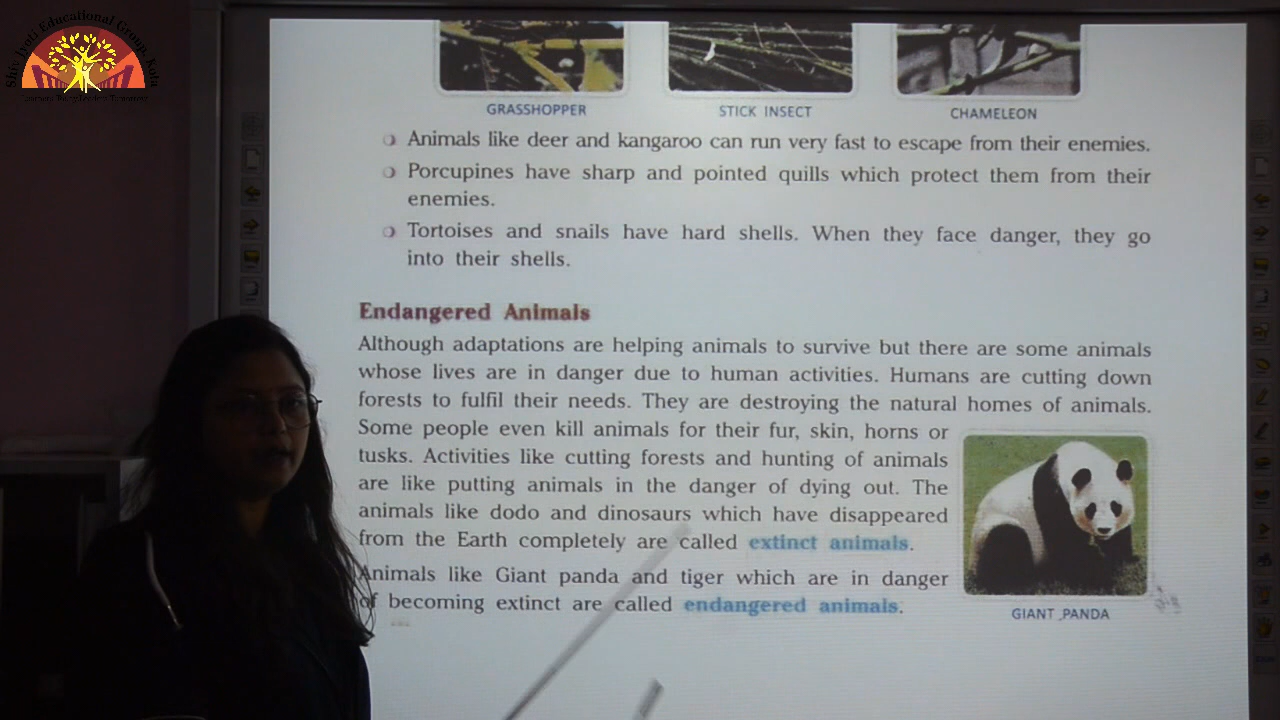 Shiv Jyoti Educational Group, Kota
GRASSHOPPER STICK INSECT CHAMELEON
Animals like deer and kangaroo can run very fast to escape from their enemies.
Porcupines have sharp and pointed quills which protect them from their
enemies.
Tortoises and snails have hard shells. When they face danger, they go
into their shells.
Endangered Animals
Although adaptations are helping animals to survive but there are some animals
whose lives are in danger due to human activities. Humans are cutting down
forests to fulfil their needs. They are destroying the natural homes of animals.
Some people even kill animals for their fur, skin, horns or
tusks. Activities like cutting forests and hunting of animals
are like putting animals in the danger of dying out. The
animals like dodo and dinosaurs which have disappeared
from the Earth completely are called extinct animals.
Animals like Giant panda and tiger which are in danger
of becoming extinct are called endangered animals.
GIANT PANDA